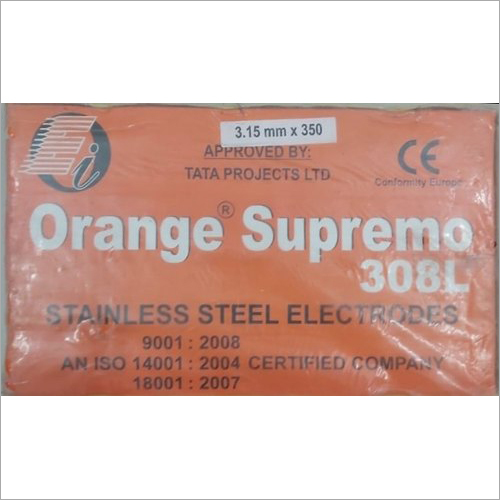 3.15 mm x 350
APPROVED BY:
TATA PROJECTS LTD
CE
Conformity Europe
i
Orange® Supremo
308L
STAINLESS STEEL ELECTRODES
9001 : 2008
AN ISO 14001 : 2004 CERTIFIED COMPANY
18001 : 2007